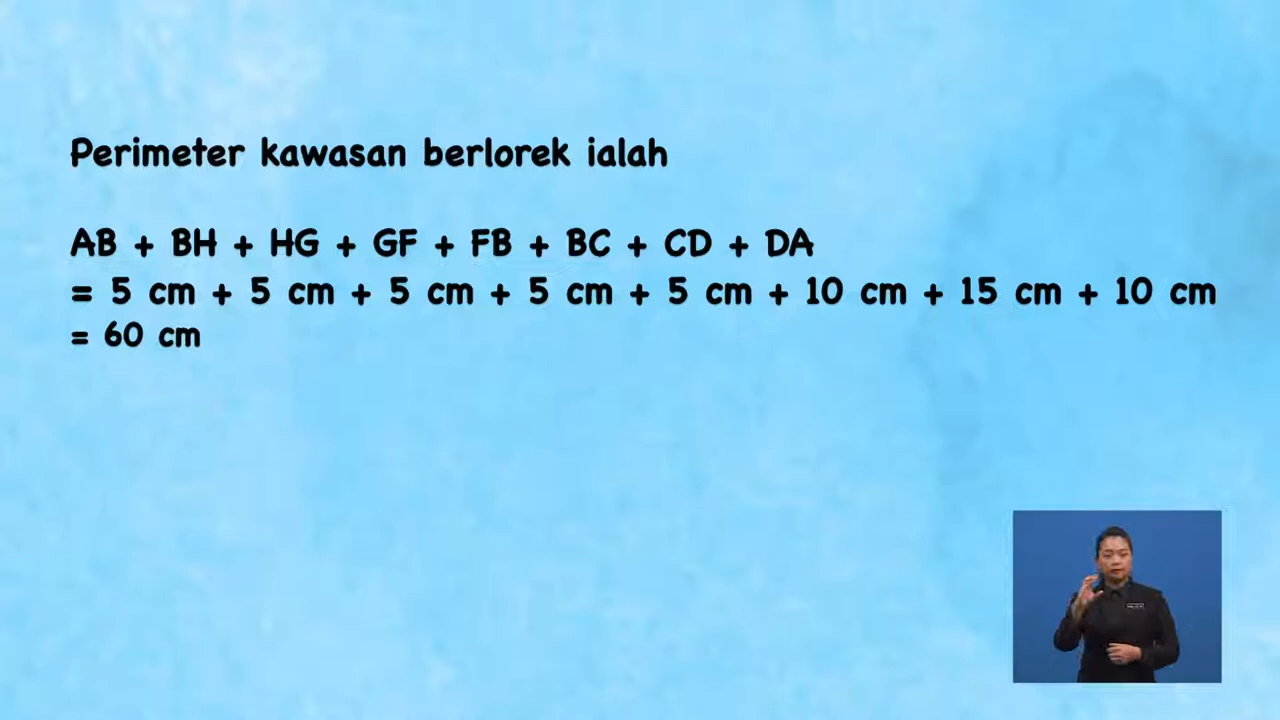 Perimeter kawasan berlorek ialah
AB + BH + HG + GF + FB + BC + CD + DA
= 5 cm + 5 cm + 5 cm + 5 cm + 5 cm + 10 cm + 15 cm + 10 cm
= 60 cm